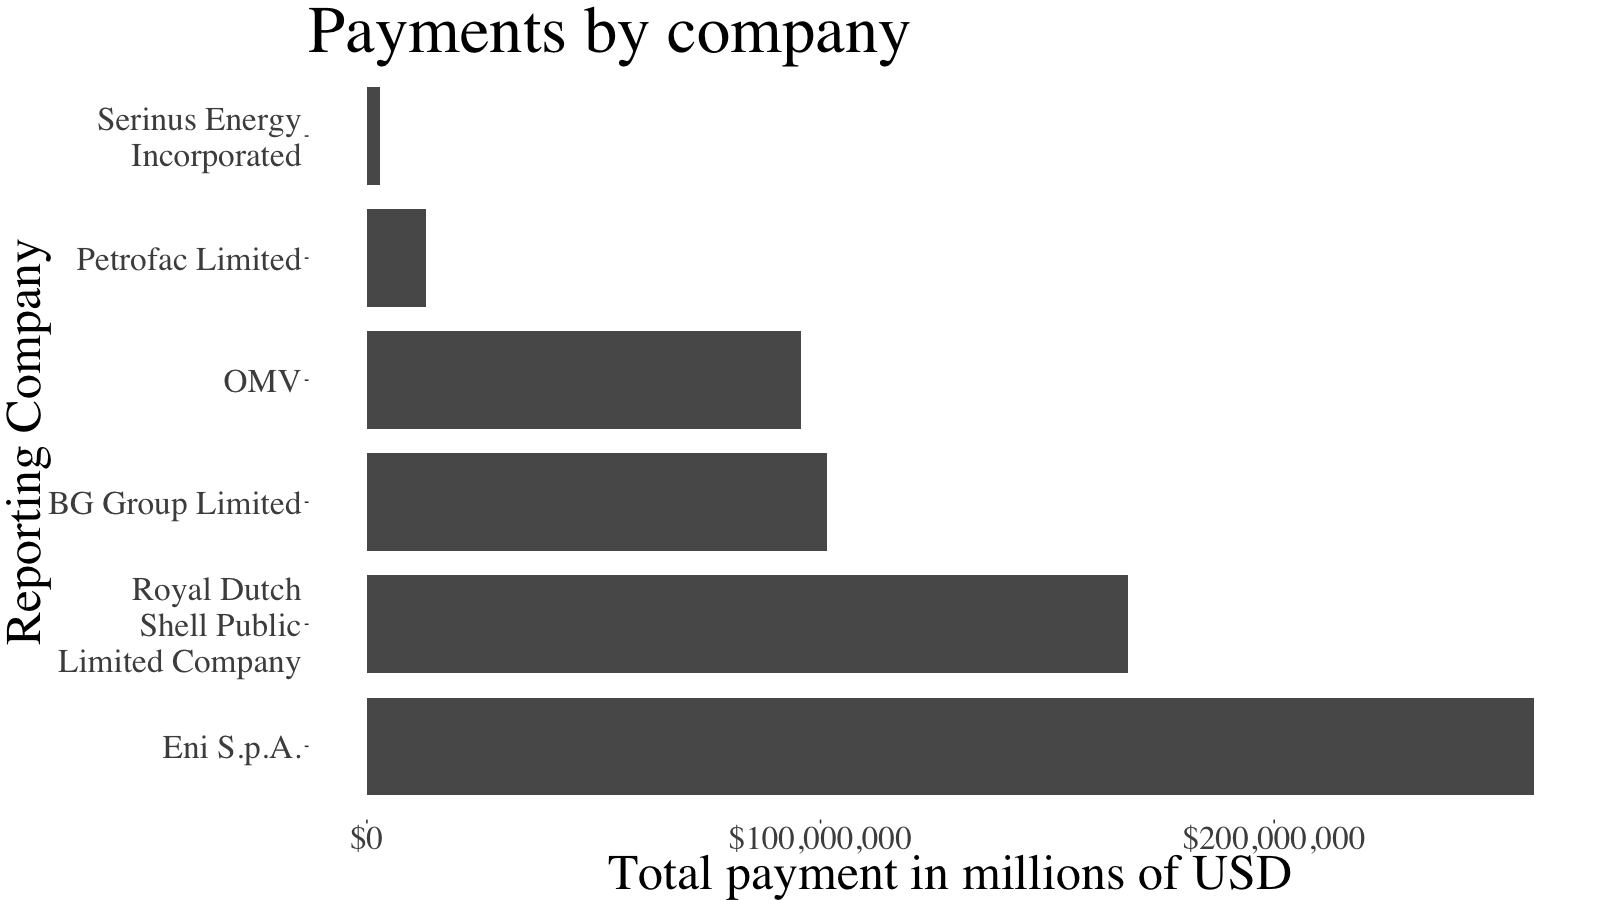 Payments by company
Serinus Energy
Incorporated
Petrofac Limited
OMV
BG Group Limited
Royal Dutch
Shell Public
Limited Company
Eni S.p.A.
Reporting Company
$0
$100,000,000
$200,000,000
Total payment in millions of USD